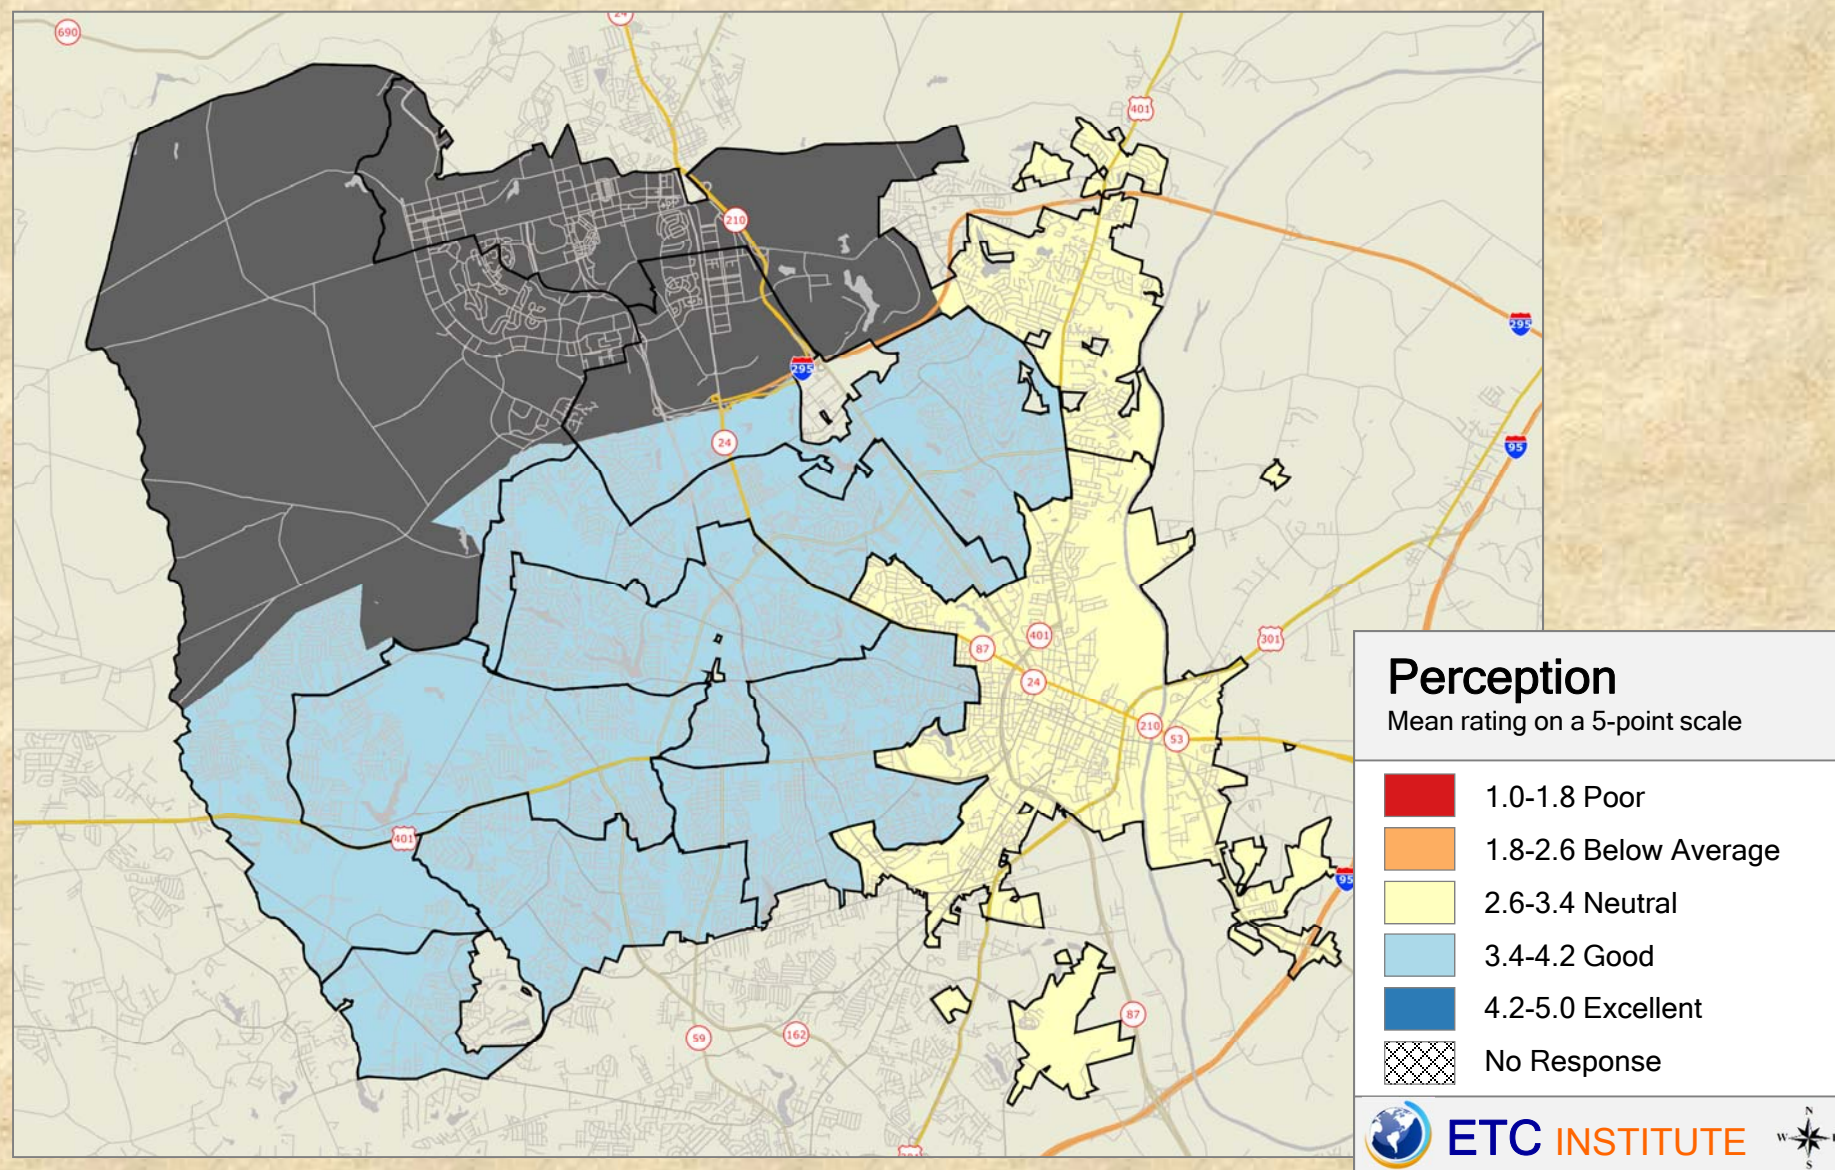 690
24
401
210
295
295
24
95
301
401
87
24
210
53
401
95
87
59
162
Perception
Mean rating on a 5-point scale
1.0-1.8 Poor
1.8-2.6 Below Average
2.6-3.4 Neutral
3.4-4.2 Good
4.2-5.0 Excellent
No Response
ETC INSTITUTE
N
W
S